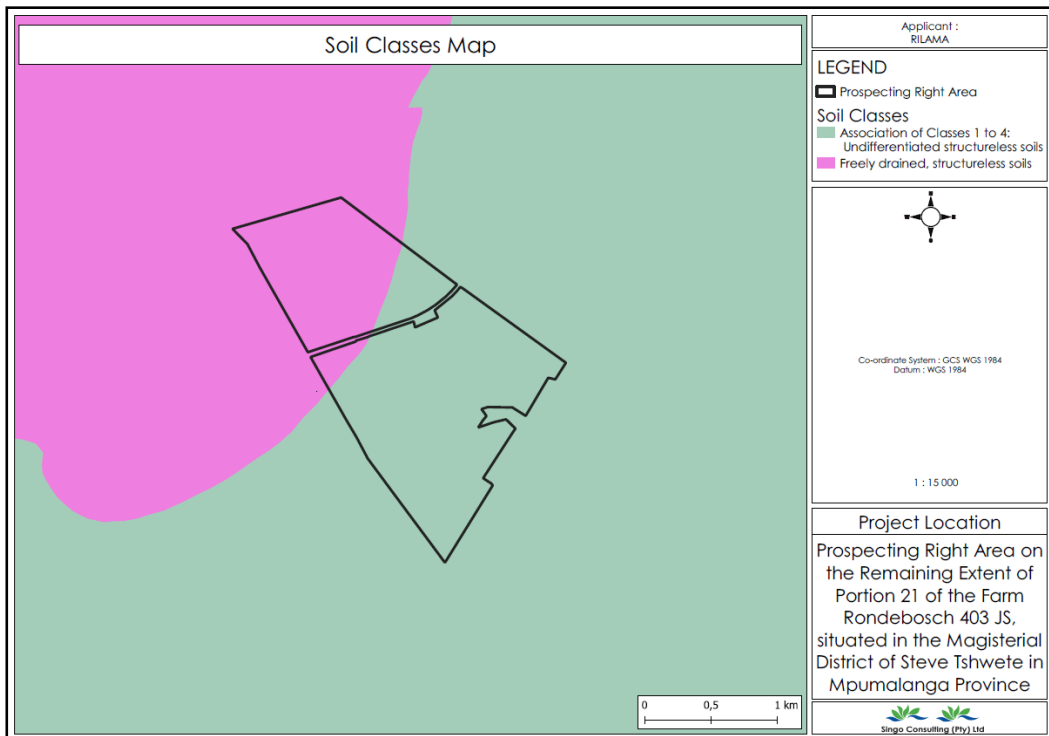 Soil Classes Map
Applicant :
RILAMA
LEGEND
Prospecting Right Area
Soil Classes
Association of Classes 1 to 4:
Undifferentiated structureless soils
Freely drained, structureless soils
N
W
E
S
Co-ordinate System : GCS WGS 1984
Datum : WGS 1984
1 : 15 000
Project Location
Prospecting Right Area on
the Remaining Extent of
Portion 21 of the Farm
Rondebosch 403 JS,
situated in the Magisterial
District of Steve Tshwete in
Mpumalanga Province
0 0,5 1 km
Singo Consulting (Pty) Ltd